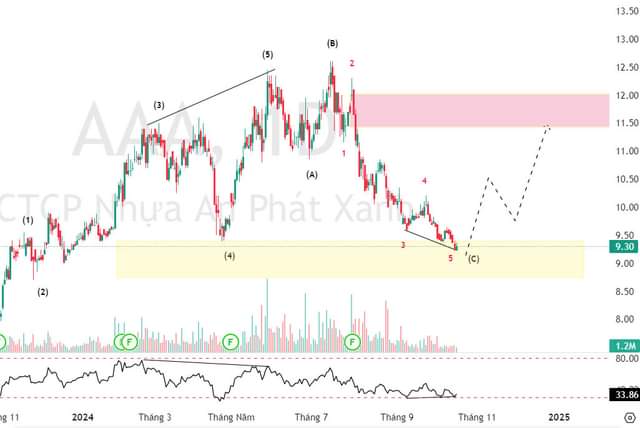 13.50
13.00
12.50
12.00
11.50
11.00
10.50
10.00
9.50
9.30
9.00
8.50
8.00
1.2M
80.00
33.86
AAA, 1D
CTCP Nhựa An Phát Xanh
(1)
(2)
(3)
(4)
(5)
(A)
(B)
(C)
1
2
3
4
5
F
F
F
F
ng 11
2024
Tháng 3
Tháng Năm
Tháng 7
Tháng 9
Tháng 11
2025